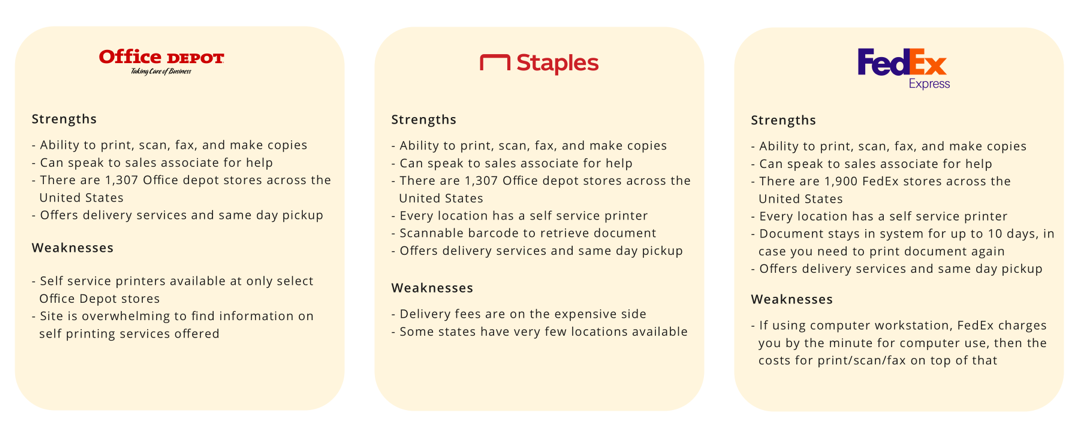 Office DEPOT
Taking Care of Business
Strengths
- Ability to print, scan, fax, and make copies
- Can speak to sales associate for help
- There are 1,307 Office depot stores across the
United States
- Offers delivery services and same day pickup
Weaknesses
- Self service printers available at only select
Office Depot stores
- Site is overwhelming to find information on
self printing services offered
Staples
Strengths
- Ability to print, scan, fax, and make copies
- Can speak to sales associate for help
- There are 1,307 Office depot stores across the
United States
- Every location has a self service printer
- Scannable barcode to retrieve document
- Offers delivery services and same day pickup
Weaknesses
- Delivery fees are on the expensive side
- Some states have very few locations available
FedEx
Express
Strengths
- Ability to print, scan, fax, and make copies
- Can speak to sales associate for help
- There are 1,900 FedEx stores across the
United States
- Every location has a self service printer
- Document stays in system for up to 10 days, in
case you need to print document again
- Offers delivery services and same day pickup
Weaknesses
- If using computer workstation, FedEx charges
you by the minute for computer use, then the
costs for print/scan/fax on top of that